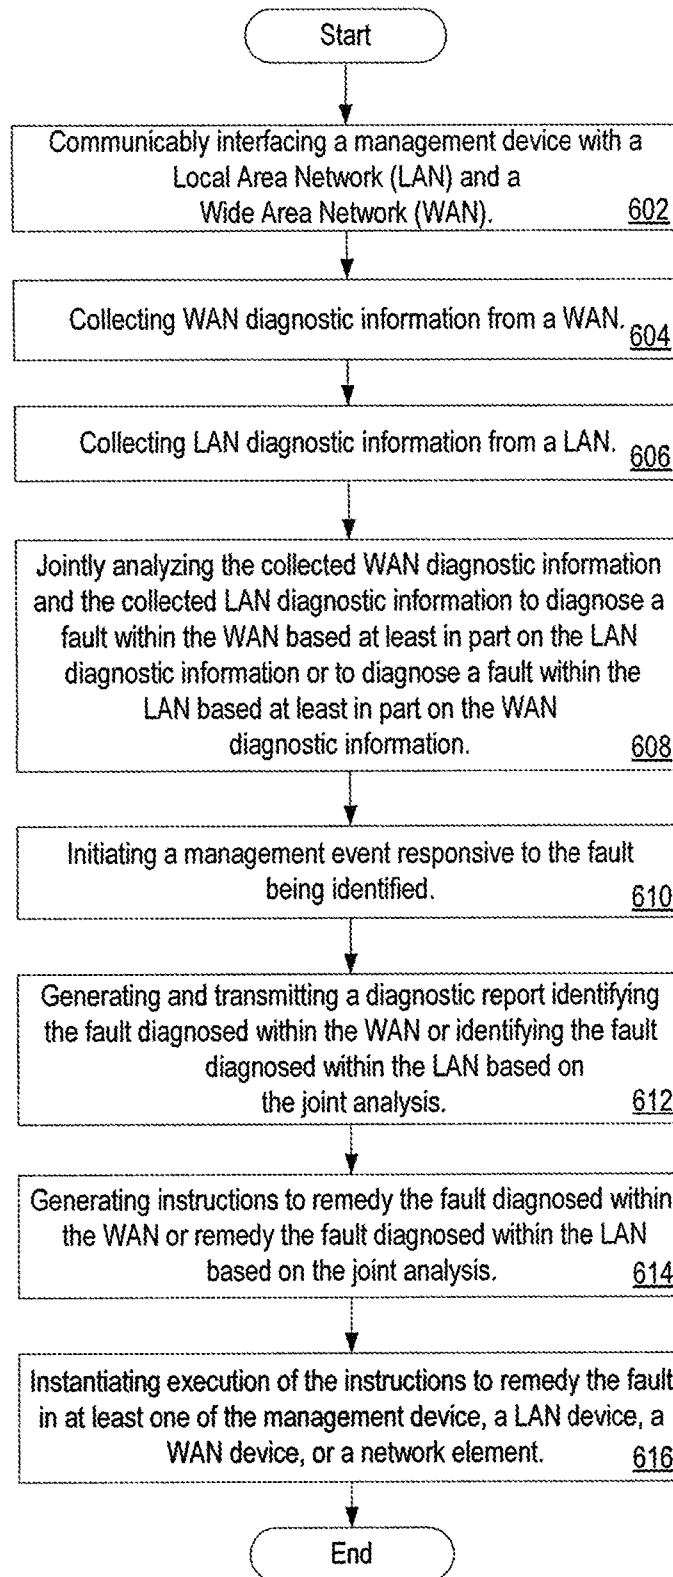 Start
Communicably interfacing a management device with a
Local Area Network (LAN) and a
Wide Area Network (WAN).
602
Collecting WAN diagnostic information from a WAN.
604
Collecting LAN diagnostic information from a LAN.
606
Jointly analyzing the collected WAN diagnostic information
and the collected LAN diagnostic information to diagnose a
fault within the WAN based at least in part on the LAN
diagnostic information or to diagnose a fault within the
LAN based at least in part on the WAN
diagnostic information.
608
Initiating a management event responsive to the fault
being identified.
610
Generating and transmitting a diagnostic report identifying
the fault diagnosed within the WAN or identifying the fault
diagnosed within the LAN based on
the joint analysis.
612
Generating instructions to remedy the fault diagnosed within
the WAN or remedy the fault diagnosed within the LAN
based on the joint analysis.
614
Instantiating execution of the instructions to remedy the fault
in at least one of the management device, a LAN device, a
WAN device, or a network element.
616
End